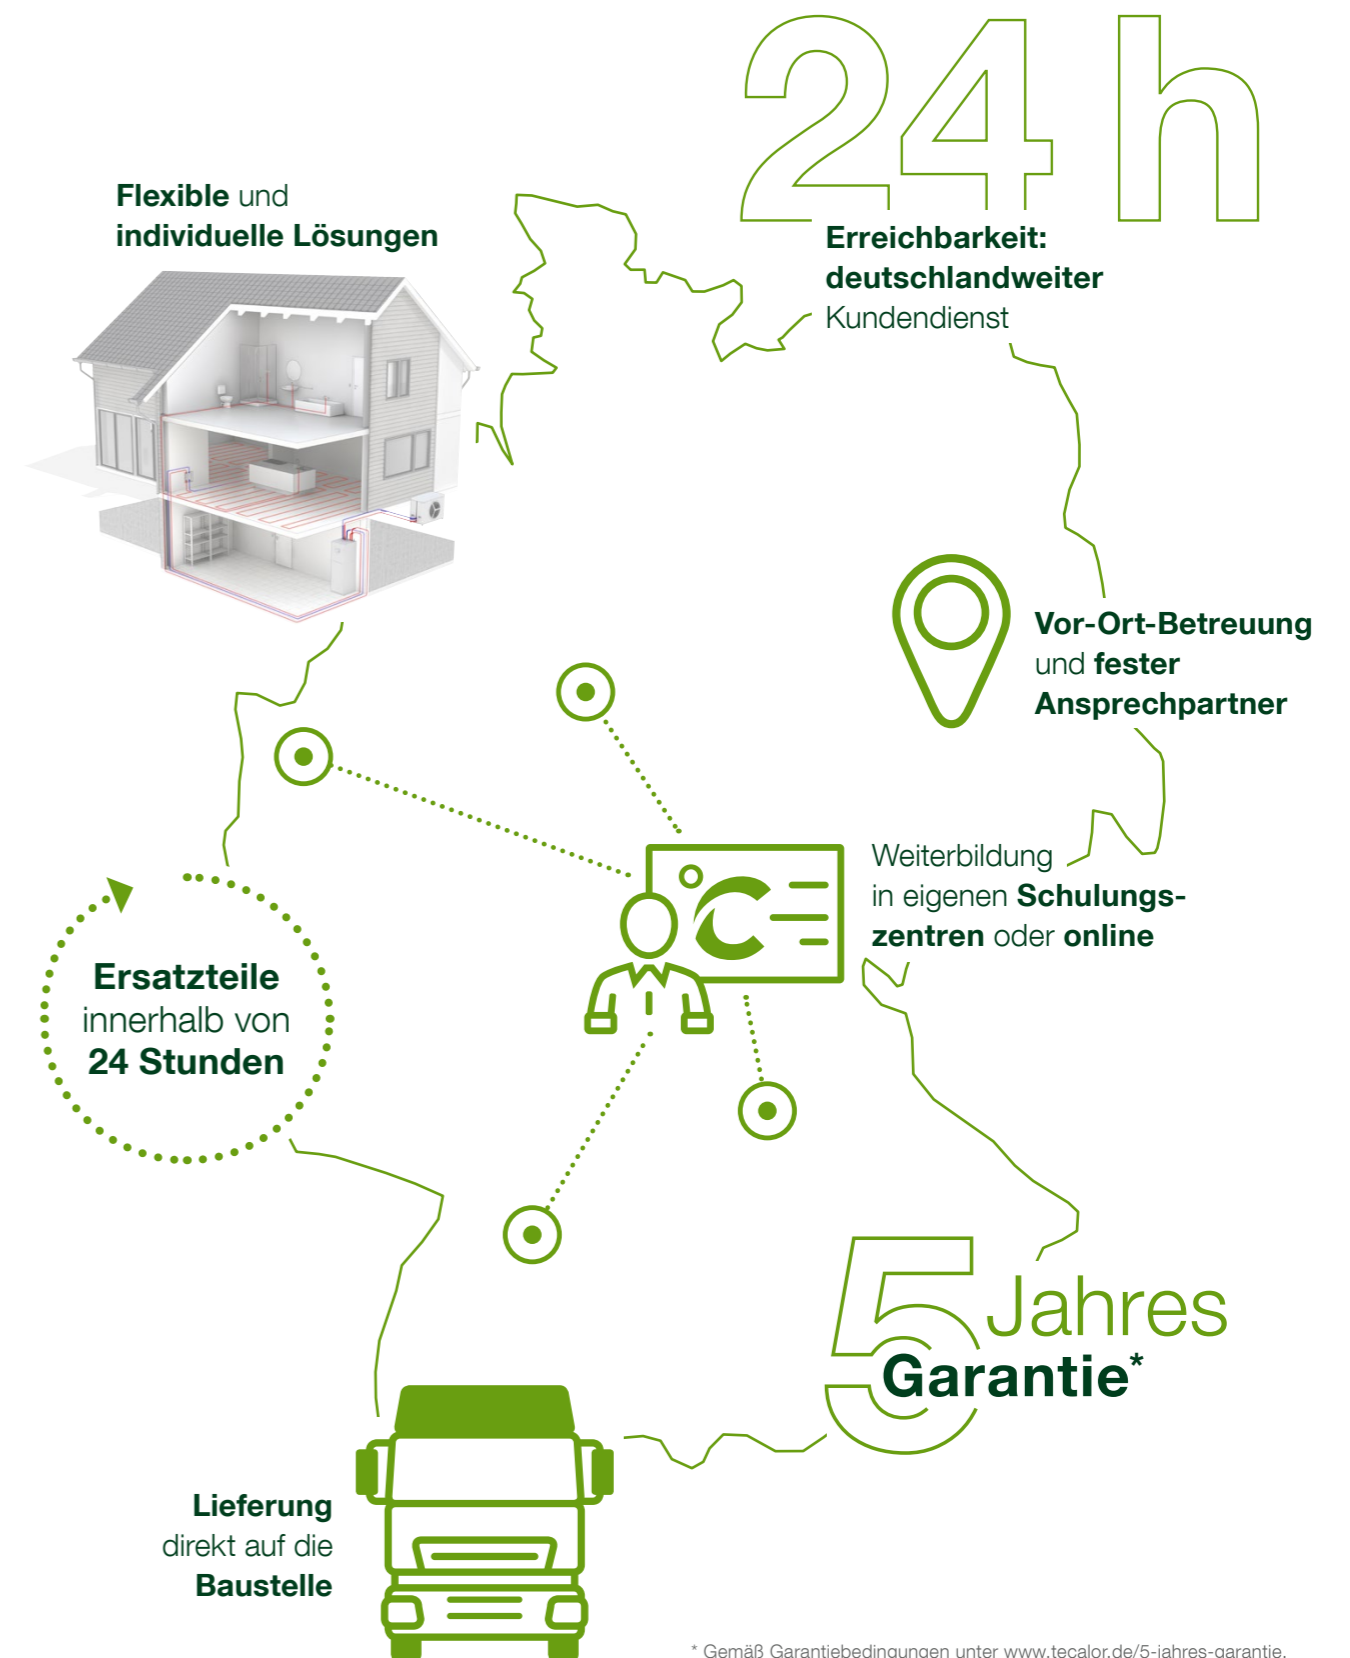 24 h
Flexible und
individuelle Lösungen
Erreichbarkeit:
deutschlandweiter
Kundendienst
Vor-Ort-Betreuung
und fester
Ansprechpartner
Weiterbildung
in eigenen Schulungs-
zentren oder online
Ersatzteile
innerhalb von
24 Stunden
5 Jahres
Garantie*
Lieferung
direkt auf die
Baustelle
* Gemäß Garantiebedingungen unter www.tecalor.de/5-jahres-garantie.